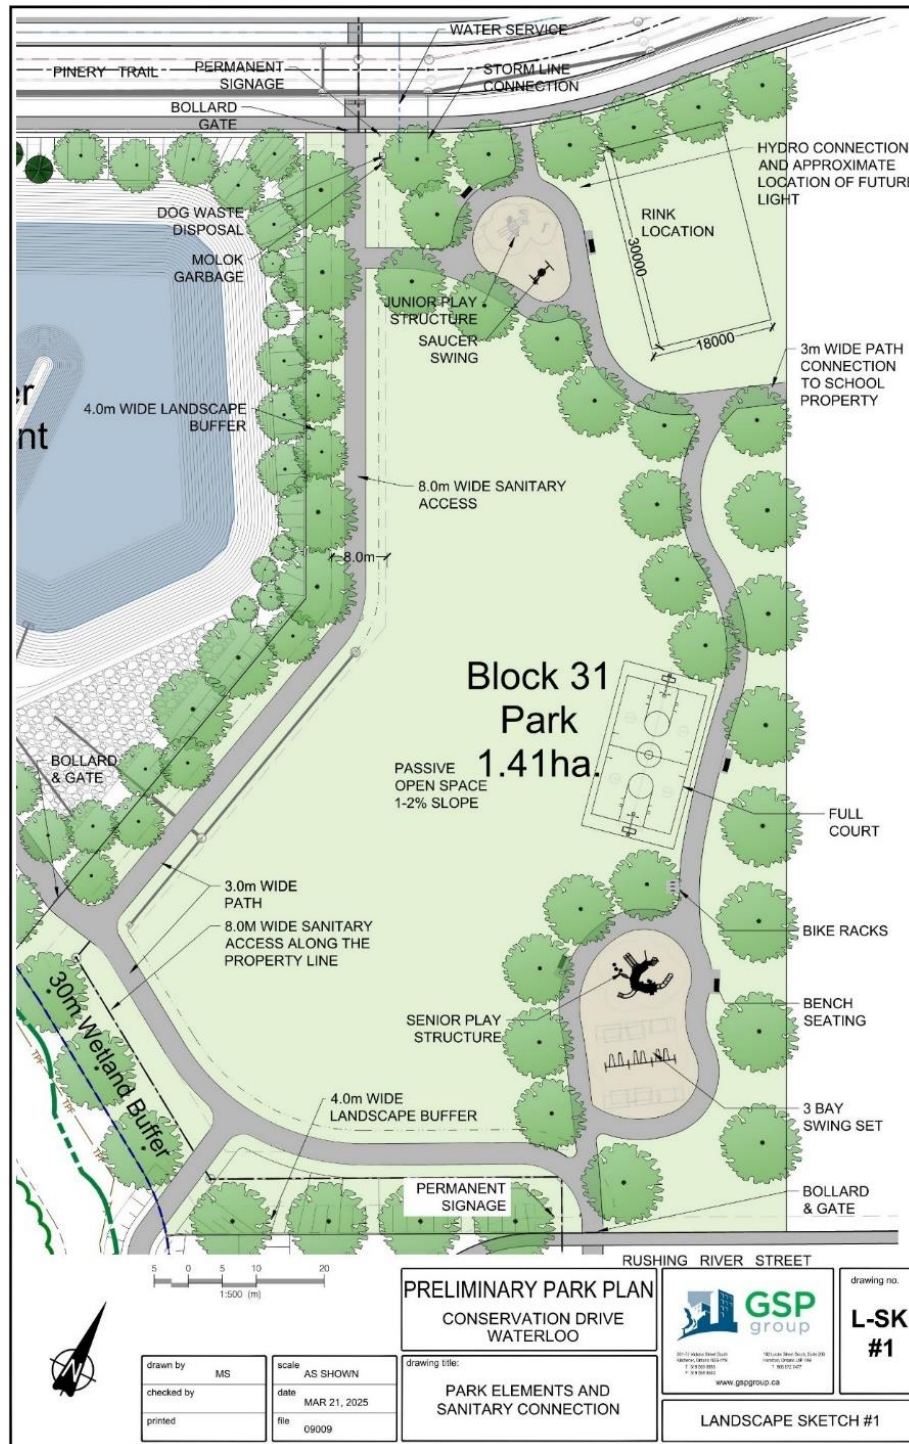 WATER SERVICE
PINERY TRAIL
PERMANENT
SIGNAGE
STORM LINE
CONNECTION
BOLLARD
GATE
HYDRO CONNECTION
AND APPROXIMATE
LOCATION OF FUTURE
LIGHT
DOG WASTE
DISPOSAL
RINK
LOCATION
30000
18000
MOLOK
GARBAGE
JUNIOR PLAY
STRUCTURE
SAUCER
SWING
3m WIDE PATH
CONNECTION
TO SCHOOL
PROPERTY
er
nt
4.0m WIDE LANDSCAPE
BUFFER
8.0m WIDE SANITARY
ACCESS
8.0m
Block 31
Park
1.41ha.
PASSIVE
OPEN SPACE
1-2% SLOPE
BOLLARD
& GATE
FULL
COURT
3.0m WIDE
PATH
8.0M WIDE SANITARY
ACCESS ALONG THE
PROPERTY LINE
BIKE RACKS
30m Wetland Buffer
SENIOR PLAY
STRUCTURE
BENCH
SEATING
TPF
TPF
TPF
4.0m WIDE
LANDSCAPE BUFFER
3 BAY
SWING SET
PERMANENT
SIGNAGE
BOLLARD
& GATE
RUSHING RIVER STREET
5 0 5 10 20
1:500 (m)
N
PRELIMINARY PARK PLAN
CONSERVATION DRIVE
WATERLOO
GSP
group
www.gspgroup.ca
drawing no.
L-SK
#1
drawn by
MS
scale
AS SHOWN
checked by
date
MAR 21, 2025
printed
file
09009
drawing title:
PARK ELEMENTS AND
SANITARY CONNECTION
LANDSCAPE SKETCH #1